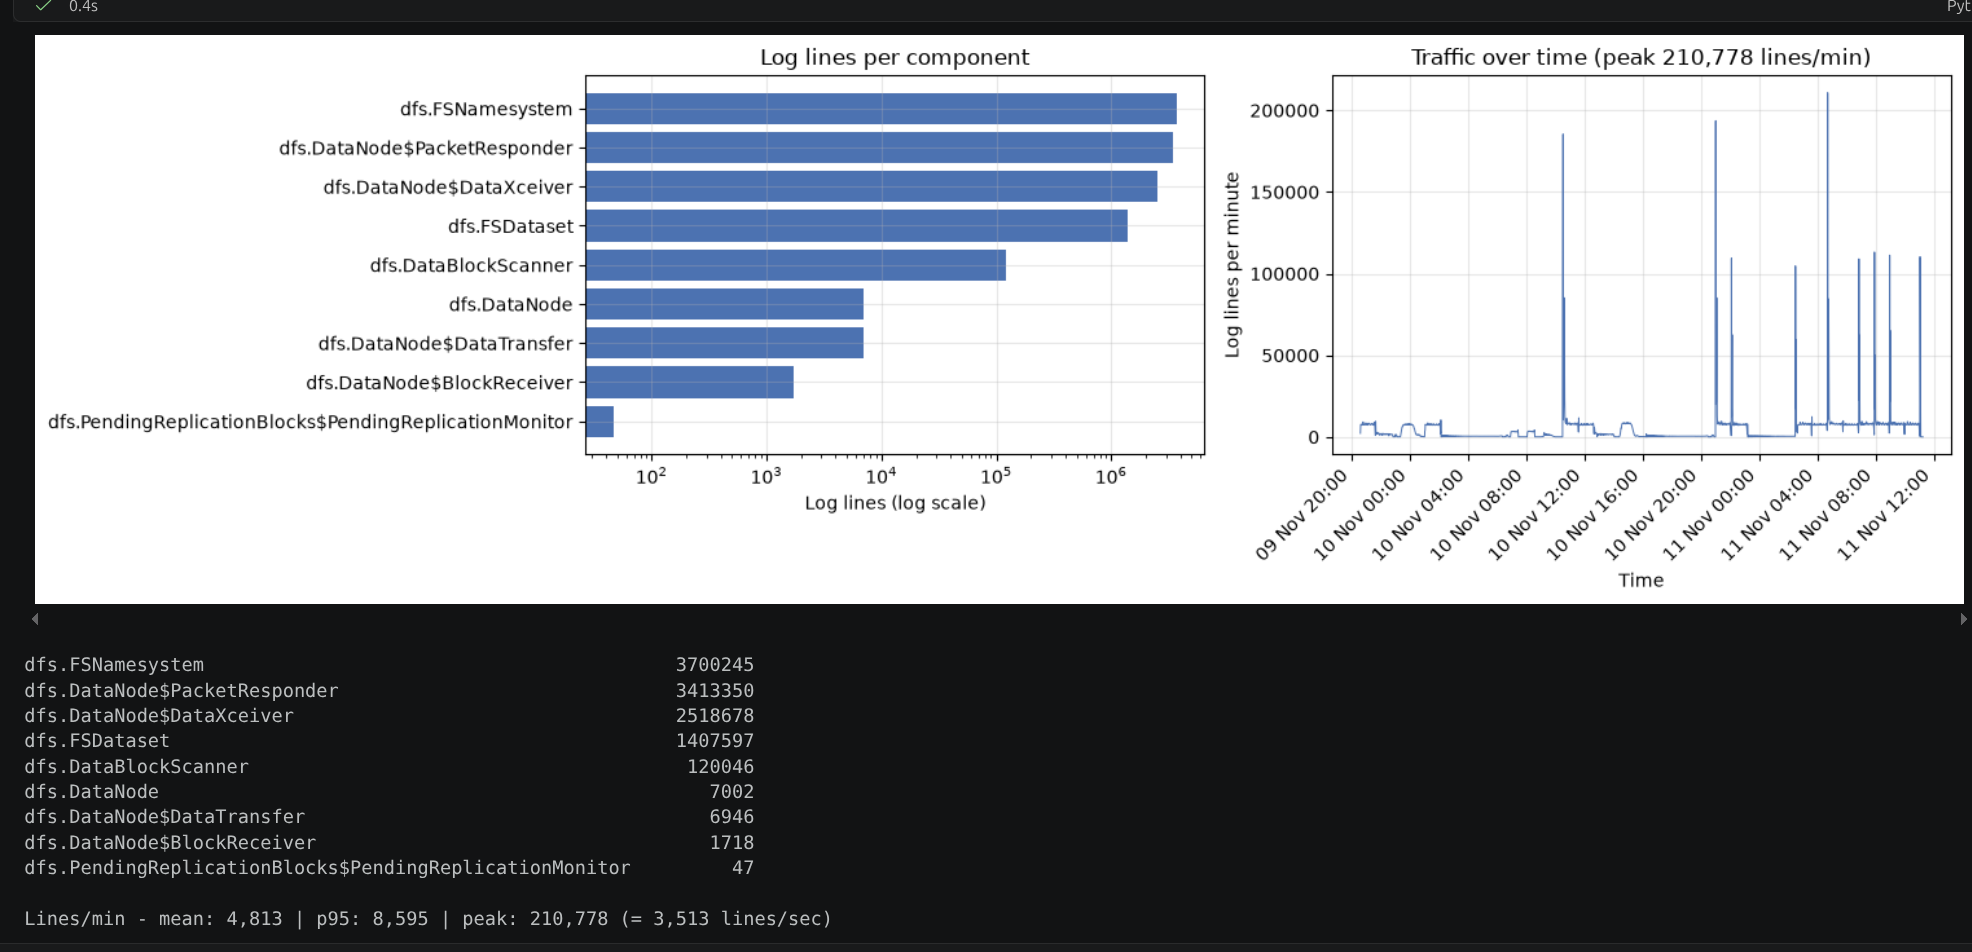 0.4s
Pyt
Log lines per component
dfs.FSNamesystem
dfs.DataNode$PacketResponder
dfs.DataNode$DataXceiver
dfs.FSDataset
dfs.DataBlockScanner
dfs.DataNode
dfs.DataNode$DataTransfer
dfs.DataNode$BlockReceiver
dfs.PendingReplicationBlocks$PendingReplicationMonitor
10² 10³ 10⁴ 10⁵ 10⁶
Log lines (log scale)
Traffic over time (peak 210,778 lines/min)
Log lines per minute
200000
150000
100000
50000
0
09 Nov 20:00
10 Nov 00:00
10 Nov 04:00
10 Nov 08:00
10 Nov 12:00
10 Nov 16:00
10 Nov 20:00
11 Nov 00:00
11 Nov 04:00
11 Nov 08:00
11 Nov 12:00
Time
dfs.FSNamesystem 3700245
dfs.DataNode$PacketResponder 3413350
dfs.DataNode$DataXceiver 2518678
dfs.FSDataset 1407597
dfs.DataBlockScanner 120046
dfs.DataNode 7002
dfs.DataNode$DataTransfer 6946
dfs.DataNode$BlockReceiver 1718
dfs.PendingReplicationBlocks$PendingReplicationMonitor 47
Lines/min - mean: 4,813 | p95: 8,595 | peak: 210,778 (= 3,513 lines/sec)